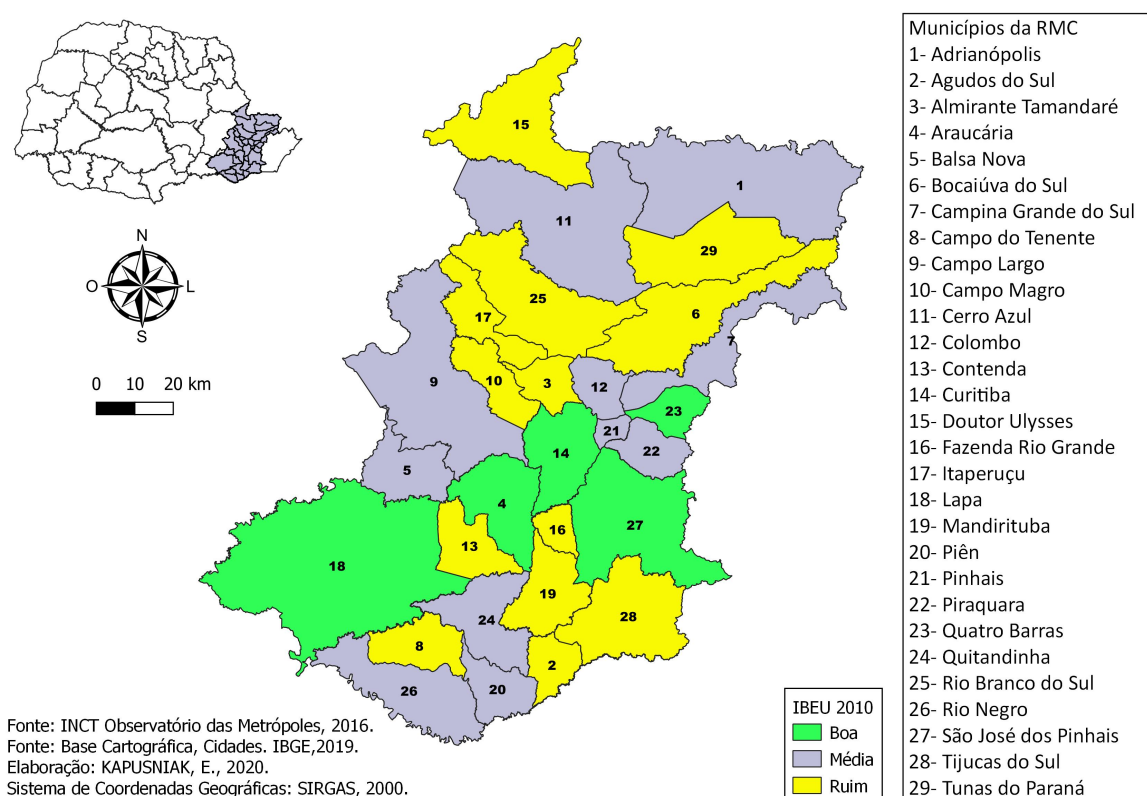 N
O
L
S
0 10 20 km
15
1
11
29
25
6
17
7
9
10
3
12
23
21
22
14
5
4
16
27
13
18
19
28
24
8
2
20
26
Fonte: INCT Observatório das Metrópoles, 2016.
Fonte: Base Cartográfica, Cidades. IBGE,2019.
Elaboração: KAPUSNIAK, E., 2020.
Sistema de Coordenadas Geográficas: SIRGAS, 2000.
IBEU 2010
Boa
Média
Ruim
Municípios da RMC
1- Adrianópolis
2- Agudos do Sul
3- Almirante Tamandaré
4- Araucária
5- Balsa Nova
6- Bocaiúva do Sul
7- Campina Grande do Sul
8- Campo do Tenente
9- Campo Largo
10- Campo Magro
11- Cerro Azul
12- Colombo
13- Contenda
14- Curitiba
15- Doutor Ulysses
16- Fazenda Rio Grande
17- Itaperuçu
18- Lapa
19- Mandirituba
20- Piên
21- Pinhais
22- Piraquara
23- Quatro Barras
24- Quitandinha
25- Rio Branco do Sul
26- Rio Negro
27- São José dos Pinhais
28- Tijucas do Sul
29- Tunas do Paraná